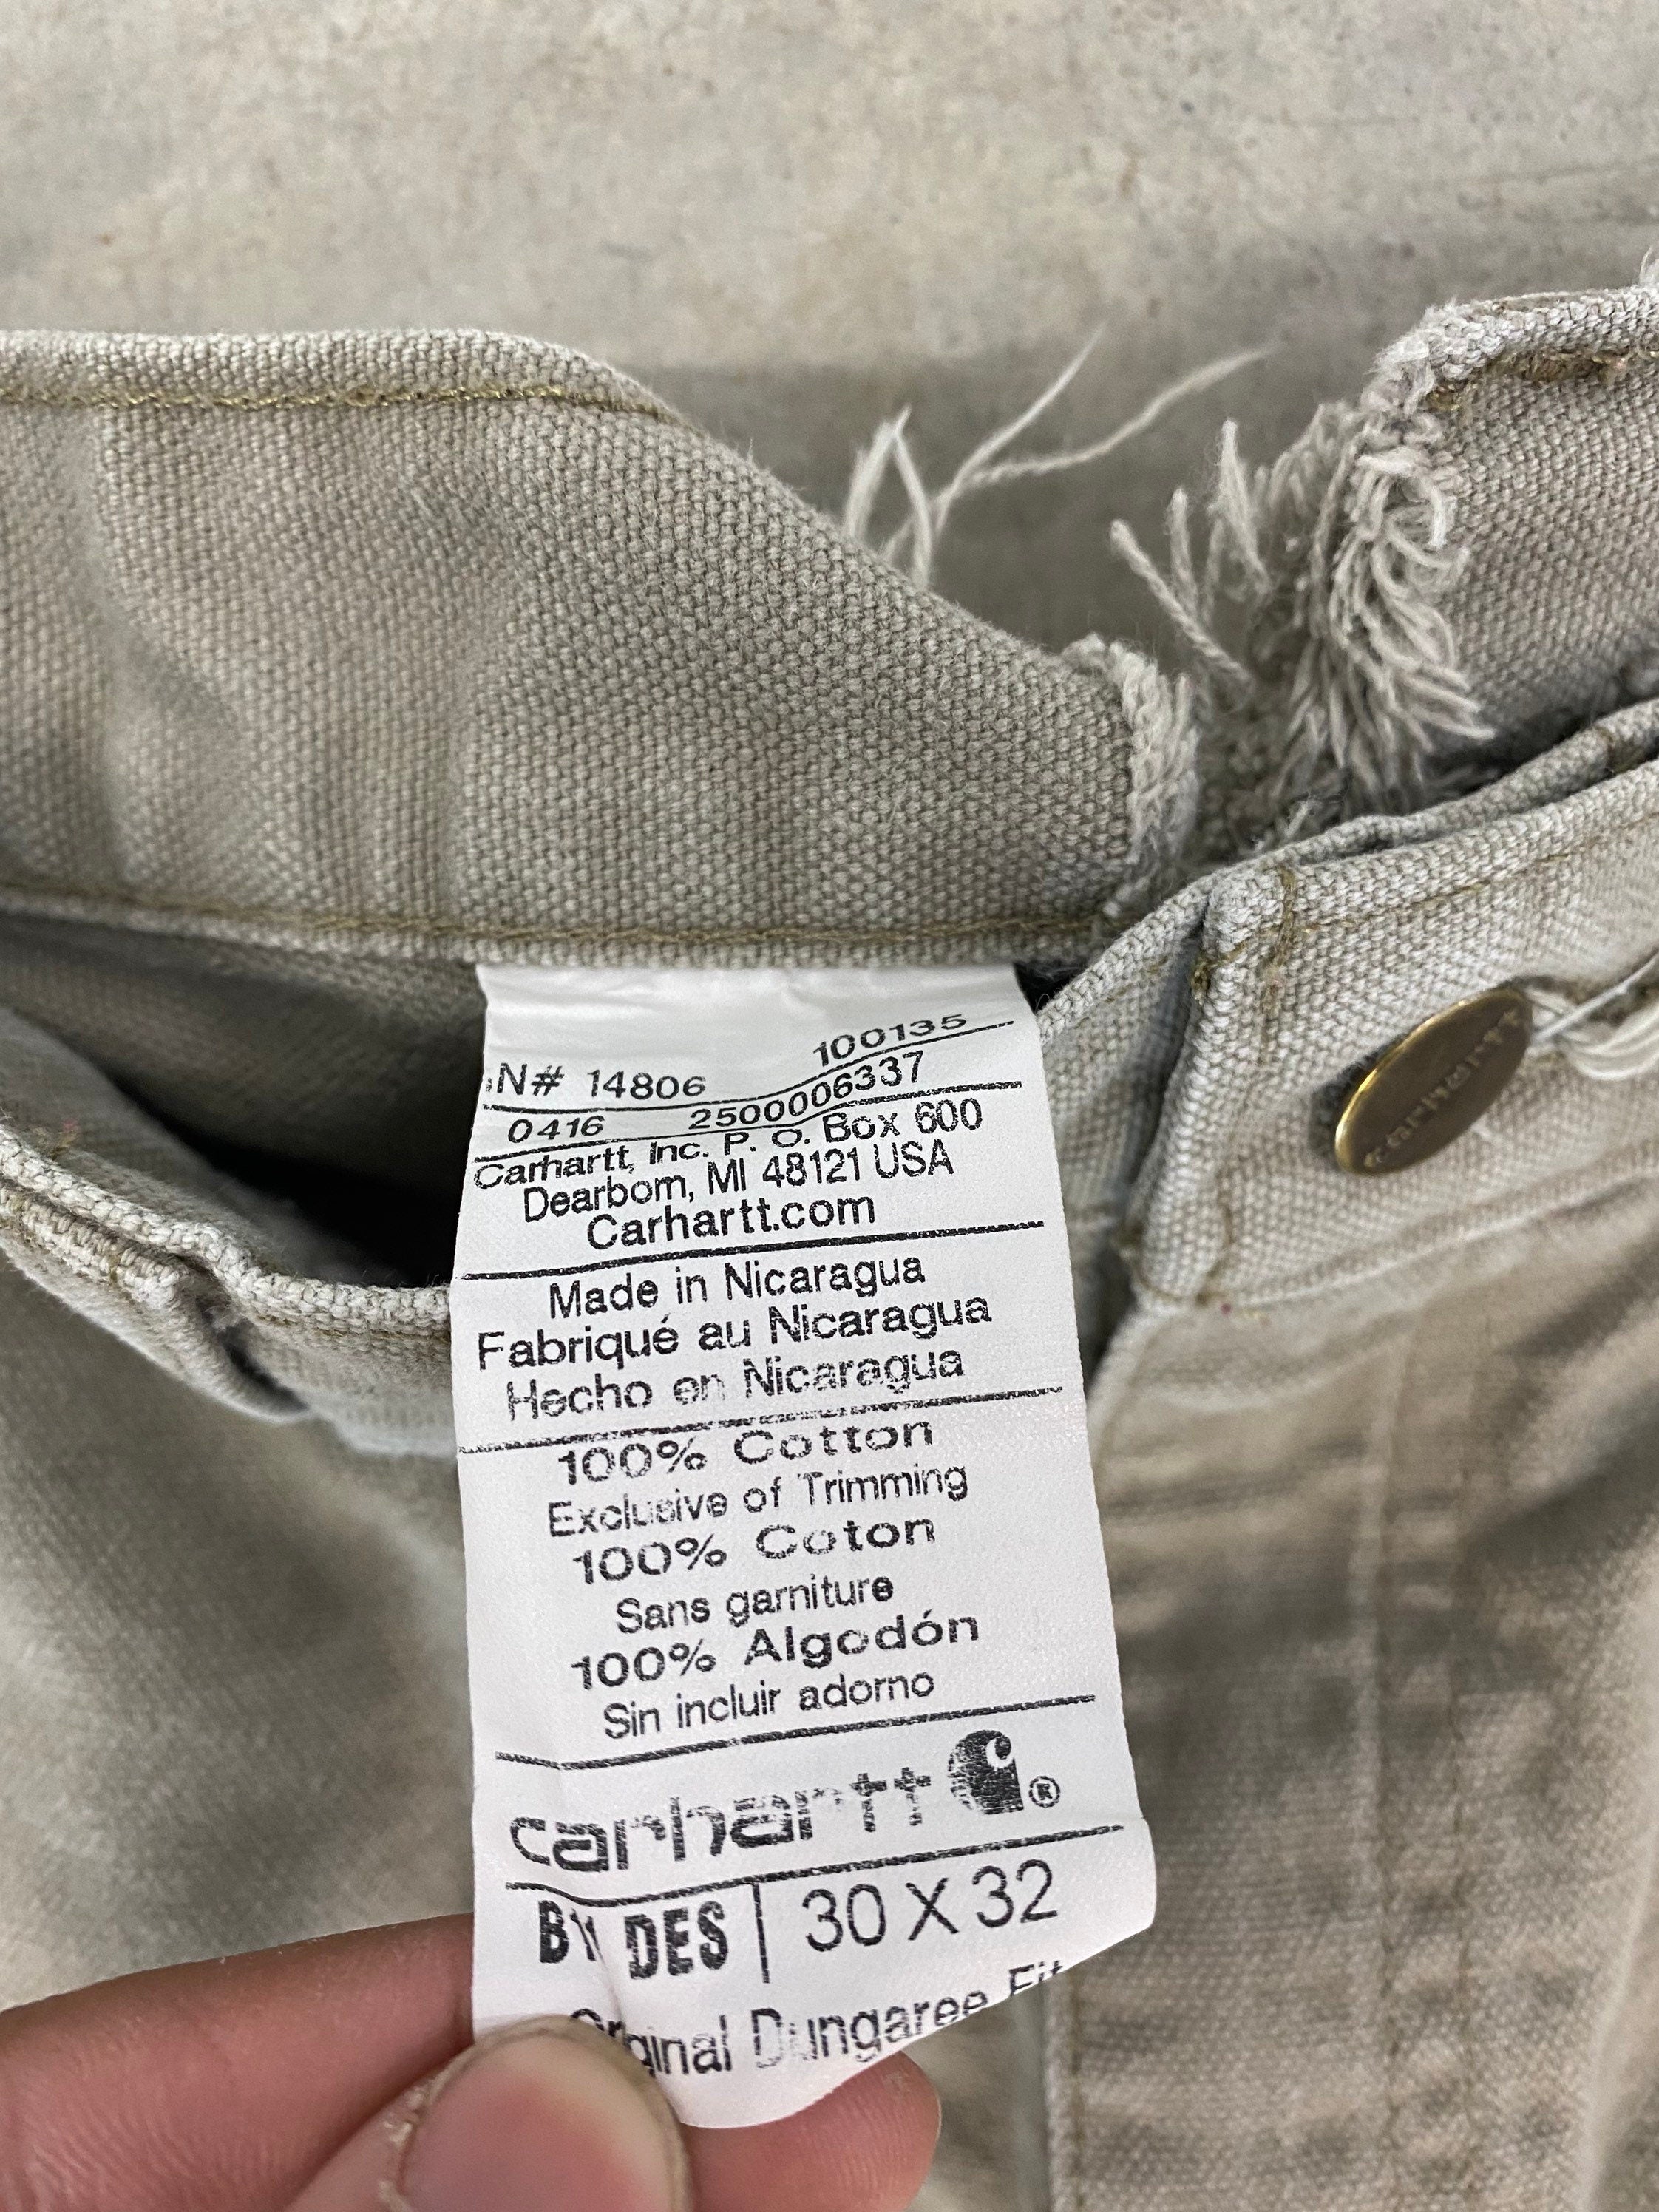 RN# 14806 100135
0416 2500006337
Carhartt, Inc. P. O. Box 600
Dearborn, MI 48121 USA
Carhartt.com
Made in Nicaragua
Fabriqué au Nicaragua
Hecho en Nicaragua
100% Cotton
Exclusive of Trimming
100% Coton
Sans garniture
100% Algodón
Sin incluir adorno
carhartt ®
DES 30 X 32
Original Dungaree Fit
carhartt